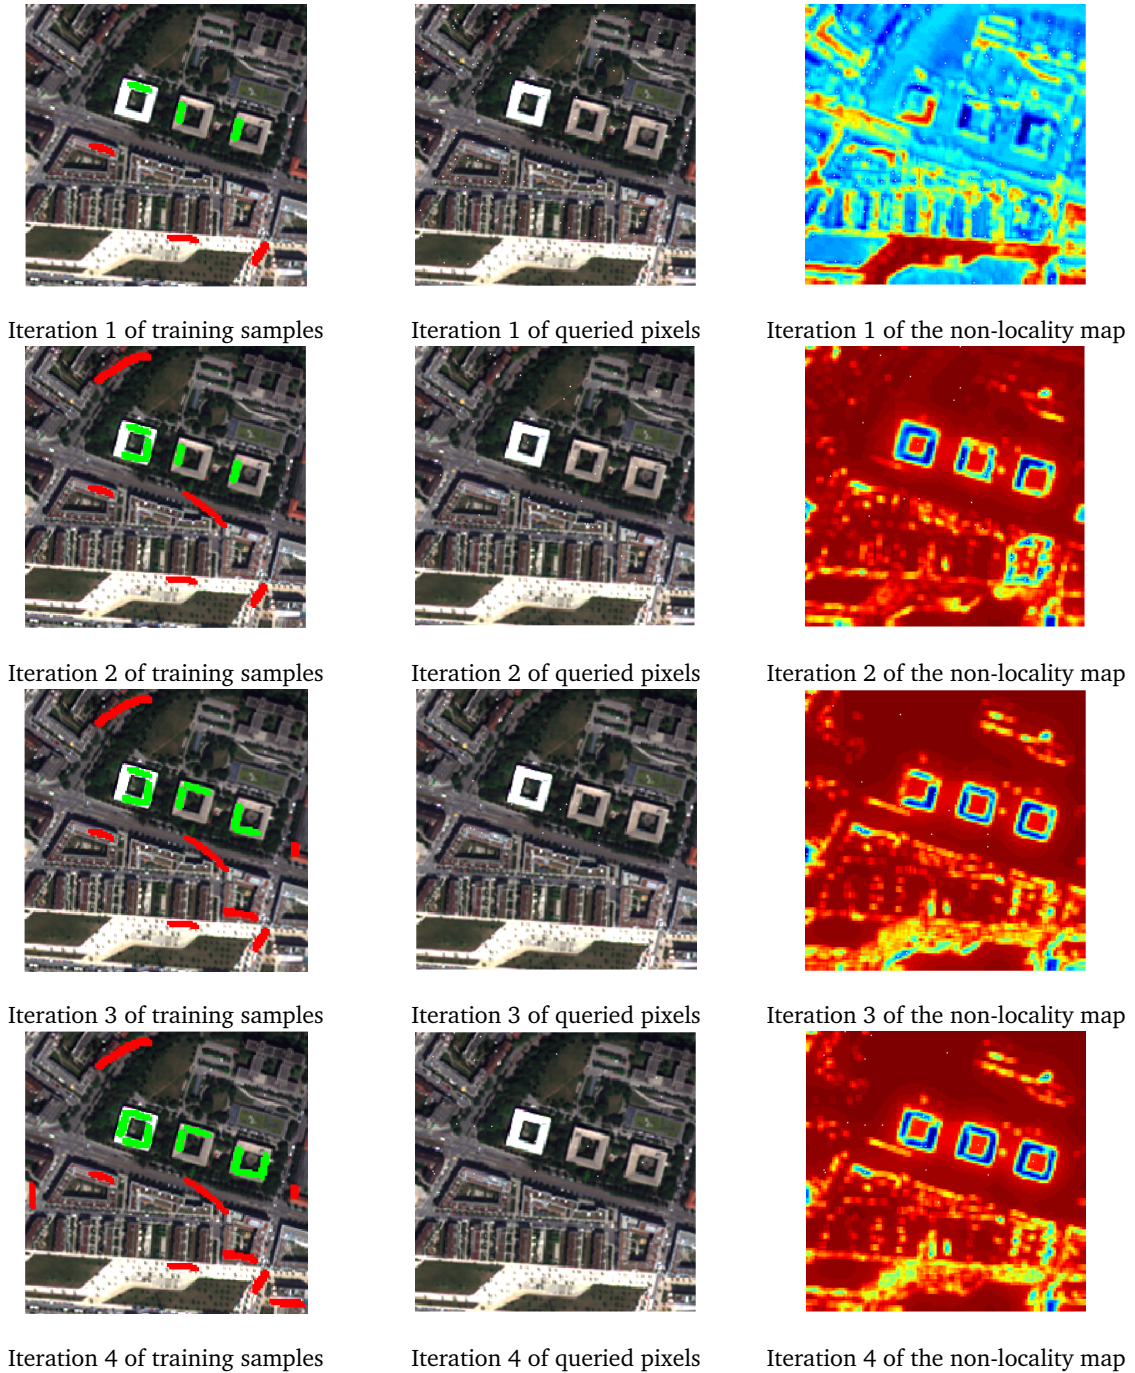 Iteration 1 of training samples
Iteration 1 of queried pixels
Iteration 1 of the non-locality map
Iteration 2 of training samples
Iteration 2 of queried pixels
Iteration 2 of the non-locality map
Iteration 3 of training samples
Iteration 3 of queried pixels
Iteration 3 of the non-locality map
Iteration 4 of training samples
Iteration 4 of queried pixels
Iteration 4 of the non-locality map